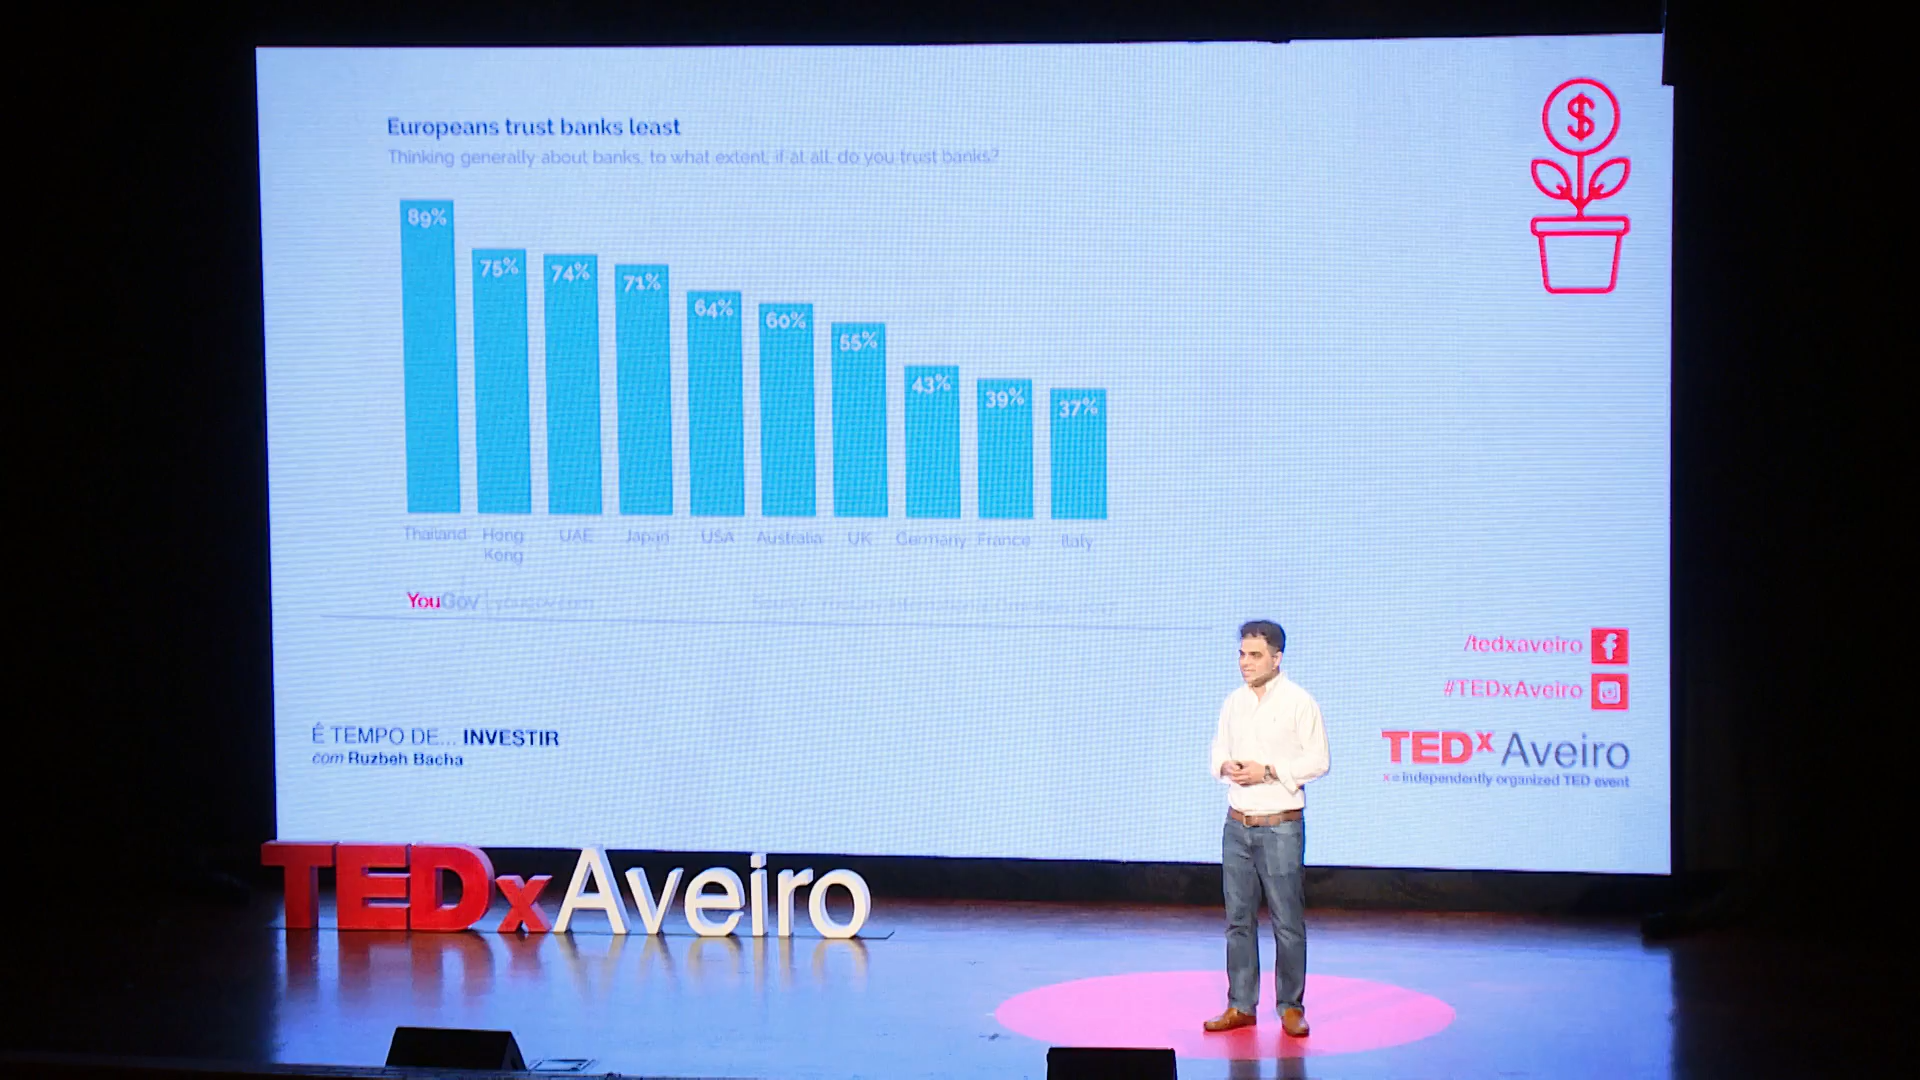 Europeans trust banks least
Thinking generally about banks, to what extent, if at all, do you trust banks?
89% 75% 74% 71% 64% 60% 55% 43% 39% 37%
Thailand Hong Kong UAE Japan USA Australia UK Germany France Italy
YouGov | yougov.com
$
/tedxaveiro f
#TEDxAveiro
É TEMPO DE... INVESTIR
com Ruzbeh Bacha
TEDx Aveiro
x = independently organized TED event
TEDxAveiro